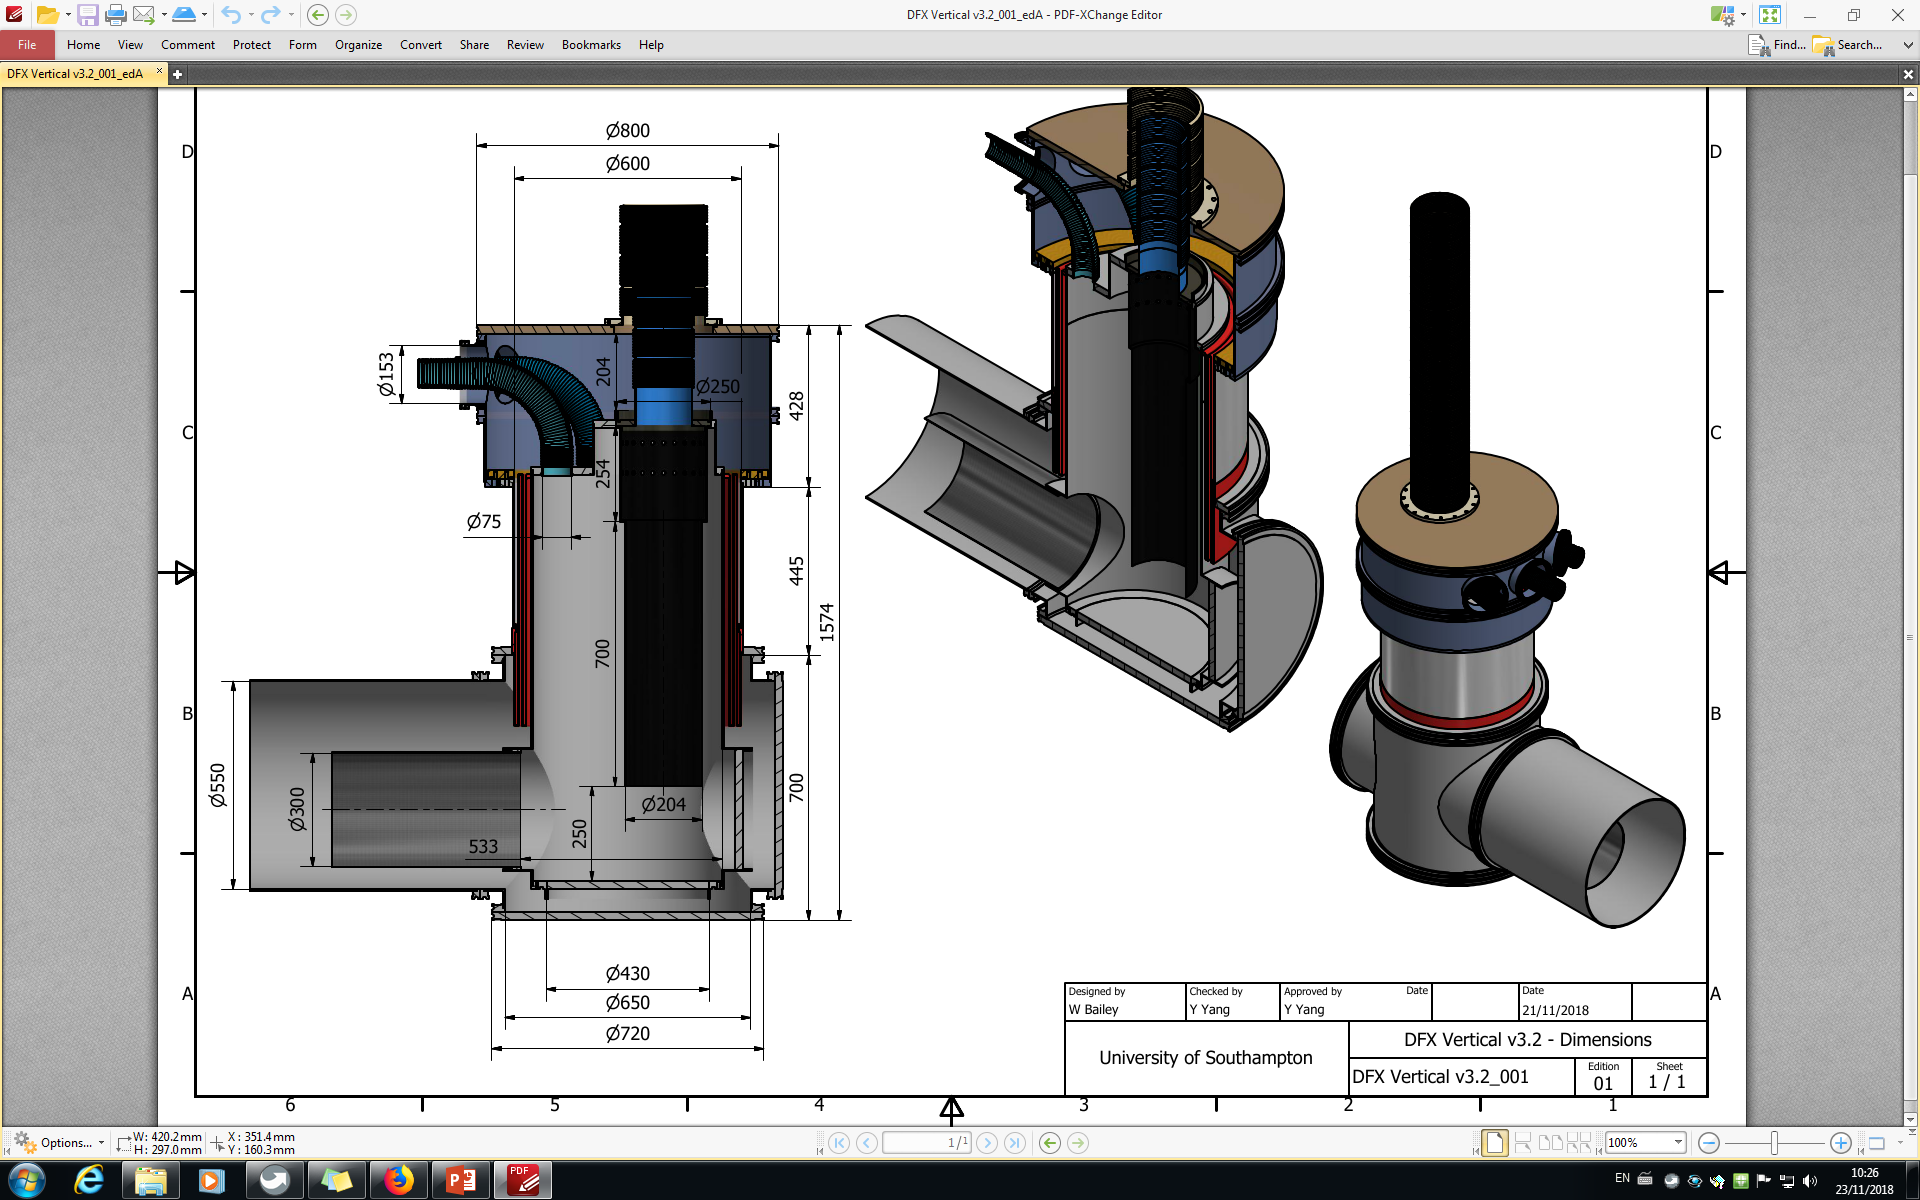 DFX Vertical v3.2_001_edA - PDF-XChange Editor
File Home View Comment Protect Form Organize Convert Share Review Bookmarks Help Find... Search...
DFX Vertical v3.2_001_edA
D
D
Ø800
Ø600
Ø153
204
Ø250
428
C
C
254
Ø75
445
1574
700
B
B
Ø550
Ø300
533
250
Ø204
700
Ø430
Ø650
Ø720
A
A
Designed by Checked by Approved by Date Date
W Bailey Y Yang Y Yang 21/11/2018
University of Southampton
DFX Vertical v3.2 - Dimensions
DFX Vertical v3.2_001
Edition
01
Sheet
1 / 1
6 5 4 3 2 1
Options...
W: 420.2mm
H: 297.0mm
X: 351.4mm
Y: 160.3mm
1/1
100%
PDF
EN
10:26
23/11/2018